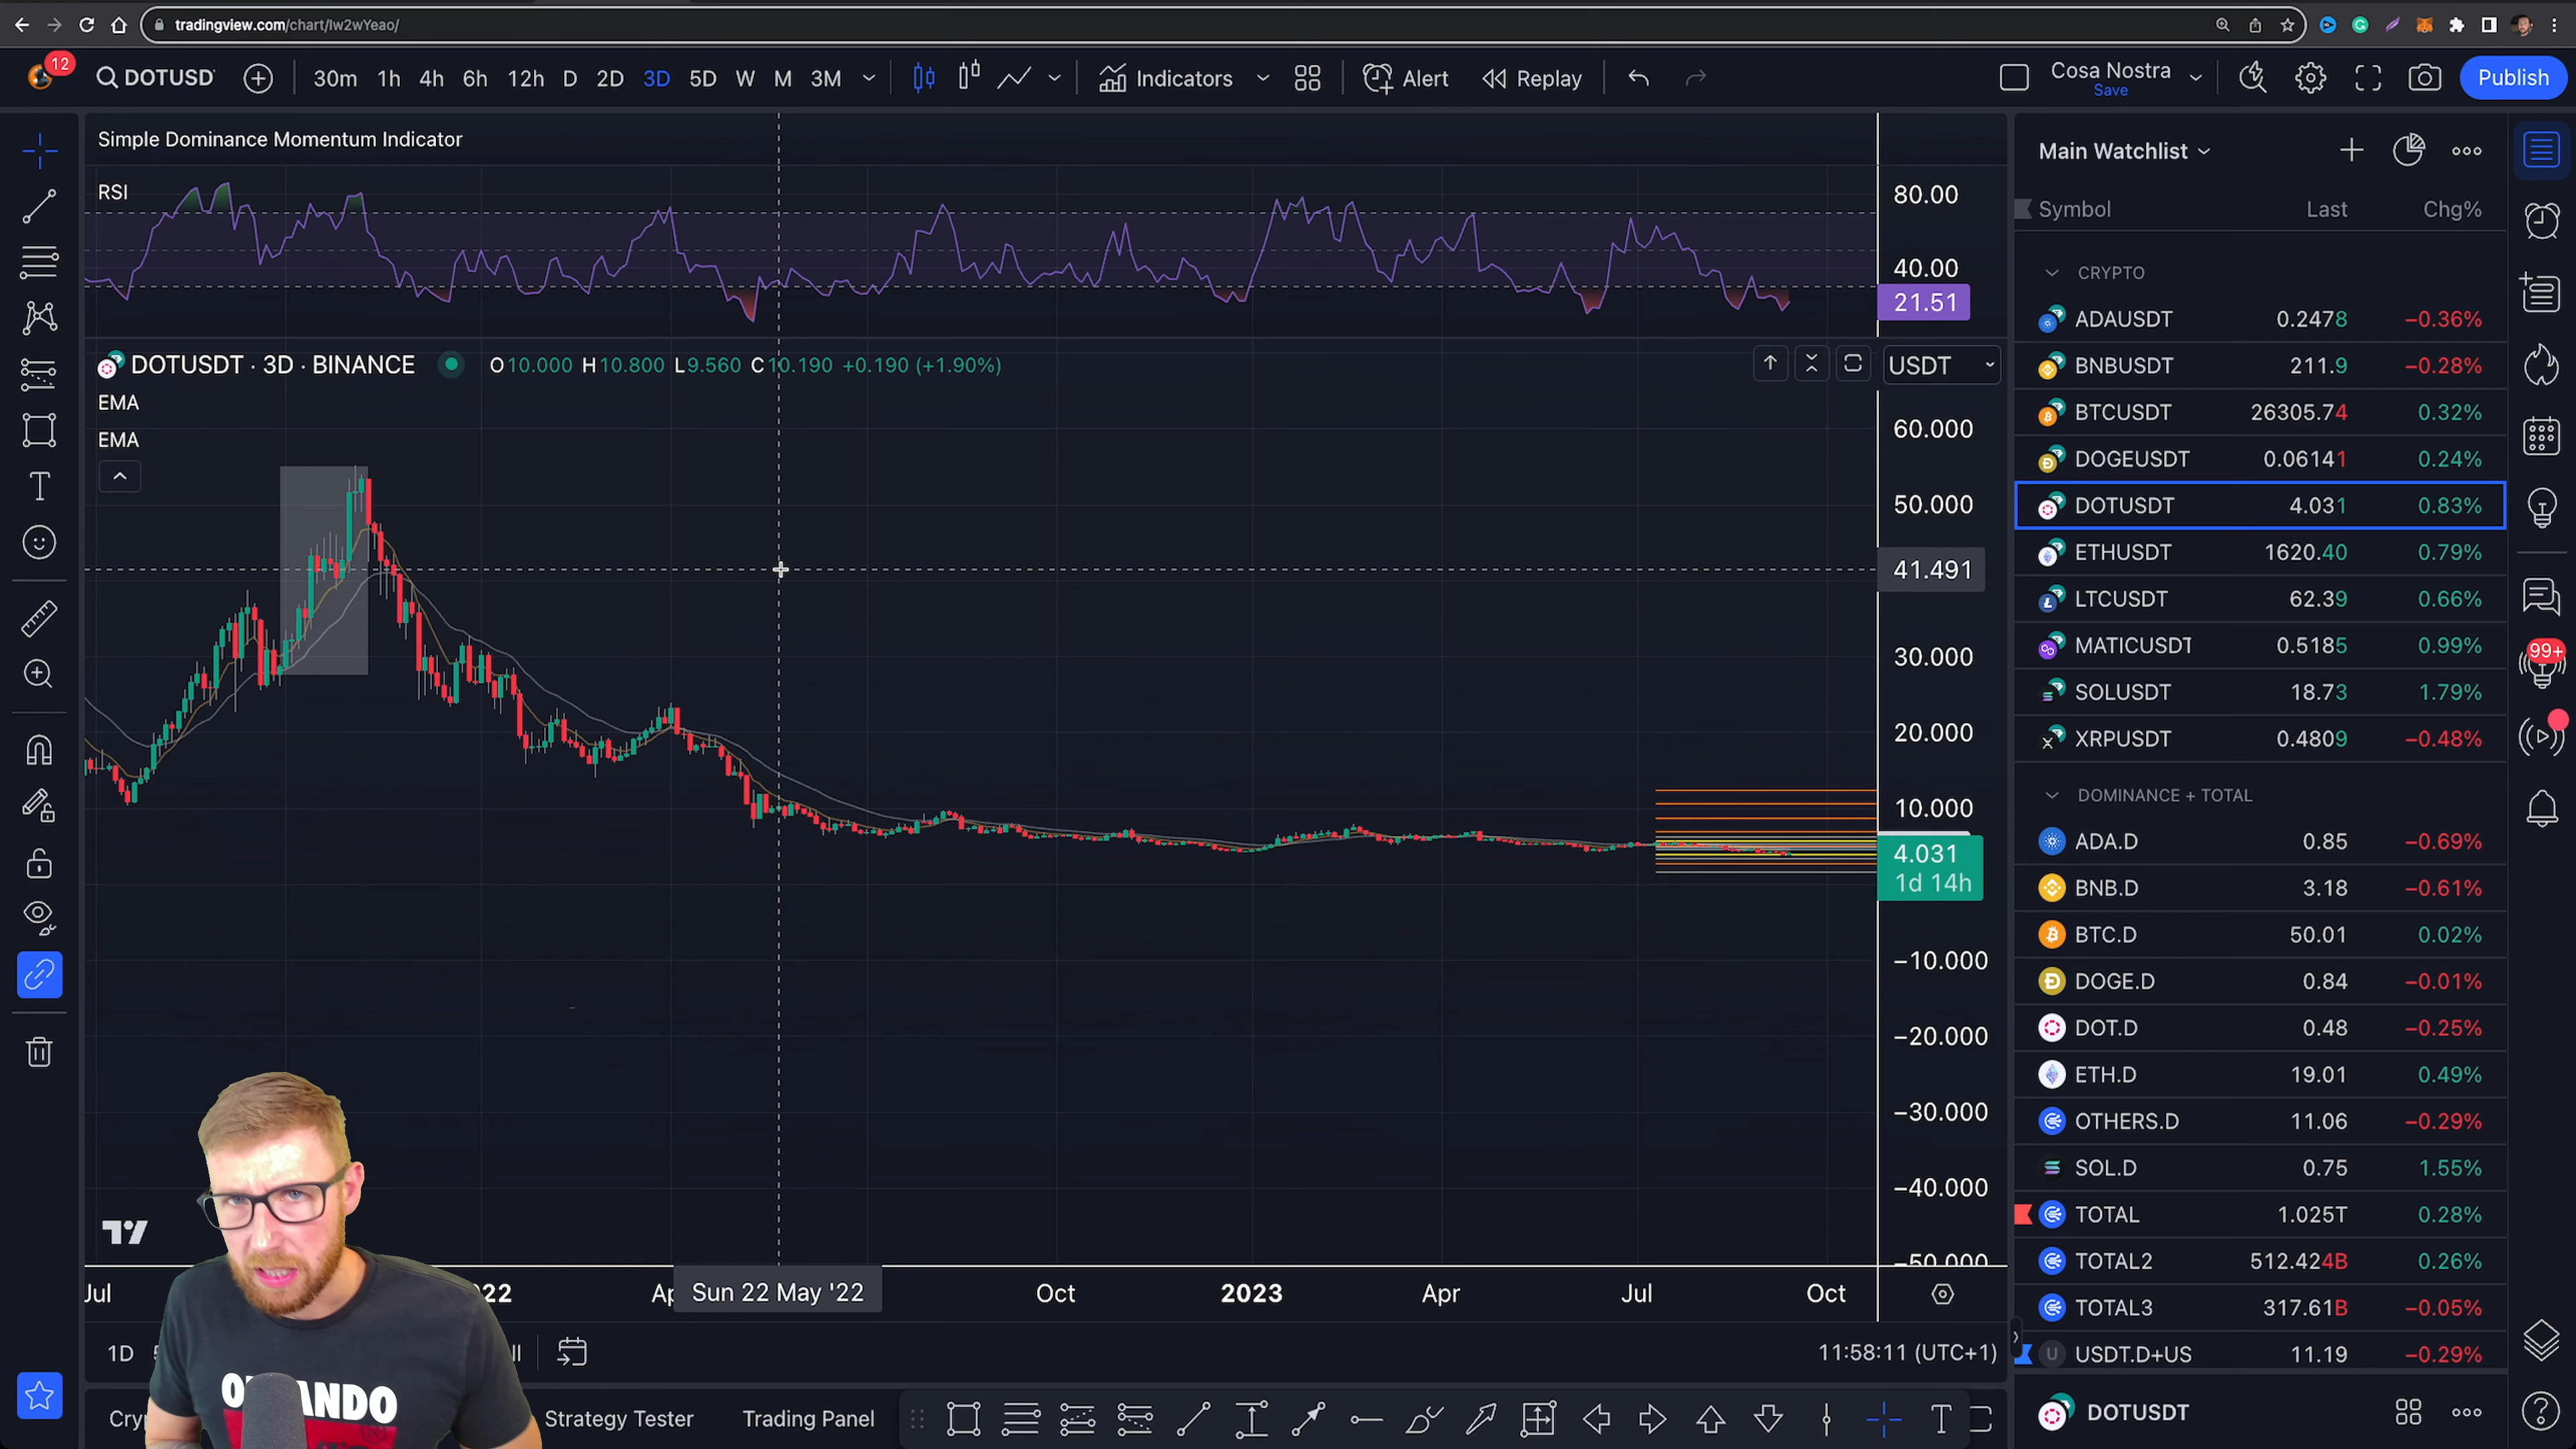 tradingview.com/chart/Iw2wYeao/
12
DOTUSD
30m 1h 4h 6h 12h D 2D 3D 5D W M 3M
Indicators
Alert
Replay
Cosa Nostra
Save
Publish
Simple Dominance Momentum Indicator
RSI
80.00
40.00
21.51
DOTUSDT · 3D · BINANCE
O10.000 H10.800 L9.560 C10.190 +0.190 (+1.90%)
USDT
EMA
EMA
60.000
50.000
41.491
30.000
20.000
10.000
4.031
1d 14h
−10.000
−20.000
−30.000
−40.000
−50.000
Jul
22
Ap
Sun 22 May '22
Oct
2023
Apr
Jul
Oct
1D
11:58:11 (UTC+1)
Strategy Tester
Trading Panel
Main Watchlist
Symbol Last Chg%
CRYPTO
ADAUSDT 0.2478 −0.36%
BNBUSDT 211.9 −0.28%
BTCUSDT 26305.74 0.32%
DOGEUSDT 0.06141 0.24%
DOTUSDT 4.031 0.83%
ETHUSDT 1620.40 0.79%
LTCUSDT 62.39 0.66%
MATICUSDT 0.5185 0.99%
SOLUSDT 18.73 1.79%
XRPUSDT 0.4809 −0.48%
DOMINANCE + TOTAL
ADA.D 0.85 −0.69%
BNB.D 3.18 −0.61%
BTC.D 50.01 0.02%
DOGE.D 0.84 −0.01%
DOT.D 0.48 −0.25%
ETH.D 19.01 0.49%
OTHERS.D 11.06 −0.29%
SOL.D 0.75 1.55%
TOTAL 1.025T 0.28%
TOTAL2 512.424B 0.26%
TOTAL3 317.61B −0.05%
USDT.D+US 11.19 −0.29%
DOTUSDT
99+